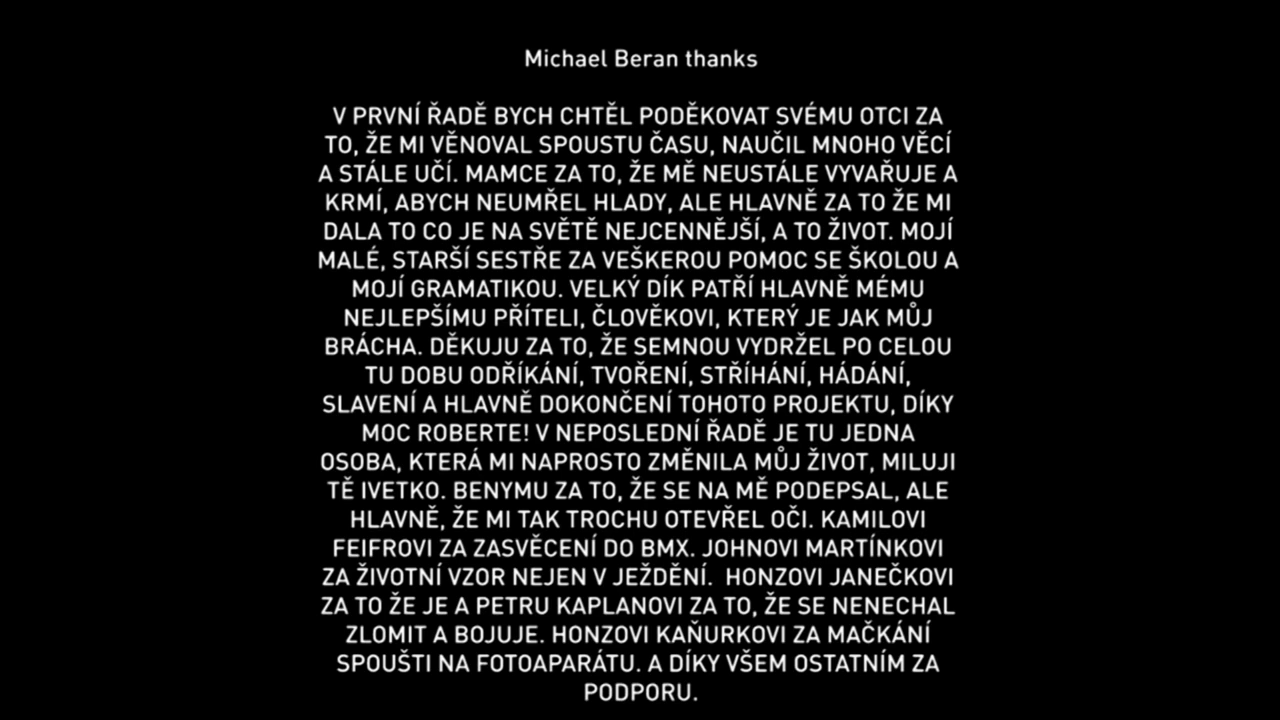 Michael Beran thanks
V PRVNÍ ŘADĚ BYCH CHTĚL PODĚKOVAT SVÉMU OTCI ZA
TO, ŽE MI VĚNOVAL SPOUSTU ČASU, NAUČIL MNOHO VĚCÍ
A STÁLE UČÍ. MAMCE ZA TO, ŽE MĚ NEUSTÁLE VYVAŘUJE A
KRMÍ, ABYCH NEUMŘEL HLADY, ALE HLAVNĚ ZA TO ŽE MI
DALA TO CO JE NA SVĚTĚ NEJCENNĚJŠÍ, A TO ŽIVOT. MOJÍ
MALÉ, STARŠÍ SESTŘE ZA VEŠKEROU POMOC SE ŠKOLOU A
MOJÍ GRAMATIKOU. VELKÝ DÍK PATŘÍ HLAVNĚ MÉMU
NEJLEPŠÍMU PŘÍTELI, ČLOVĚKOVI, KTERÝ JE JAK MŮJ
BRÁCHA. DĚKUJU ZA TO, ŽE SEMNOU VYDRŽEL PO CELOU
TU DOBU ODŘÍKÁNÍ, TVOŘENÍ, STŘÍHÁNÍ, HÁDÁNÍ,
SLAVENÍ A HLAVNĚ DOKONČENÍ TOHOTO PROJEKTU, DÍKY
MOC ROBERTE! V NEPOSLEDNÍ ŘADĚ JE TU JEDNA
OSOBA, KTERÁ MI NAPROSTO ZMĚNILA MŮJ ŽIVOT, MILUJI
TĚ IVETKO. BENYMU ZA TO, ŽE SE NA MĚ PODEPSAL, ALE
HLAVNĚ, ŽE MI TAK TROCHU OTEVŘEL OČI. KAMILOVI
FEIFROVI ZA ZASVĚCENÍ DO BMX. JOHNOVI MARTÍNKOVI
ZA ŽIVOTNÍ VZOR NEJEN V JEŽDĚNÍ.  HONZOVI JANEČKOVI
ZA TO ŽE JE A PETRU KAPLANOVI ZA TO, ŽE SE NENECHAL
ZLOMIT A BOJUJE. HONZOVI KAŇURKOVI ZA MAČKÁNÍ
SPOUŠTI NA FOTOAPARÁTU. A DÍKY VŠEM OSTATNÍM ZA
PODPORU.